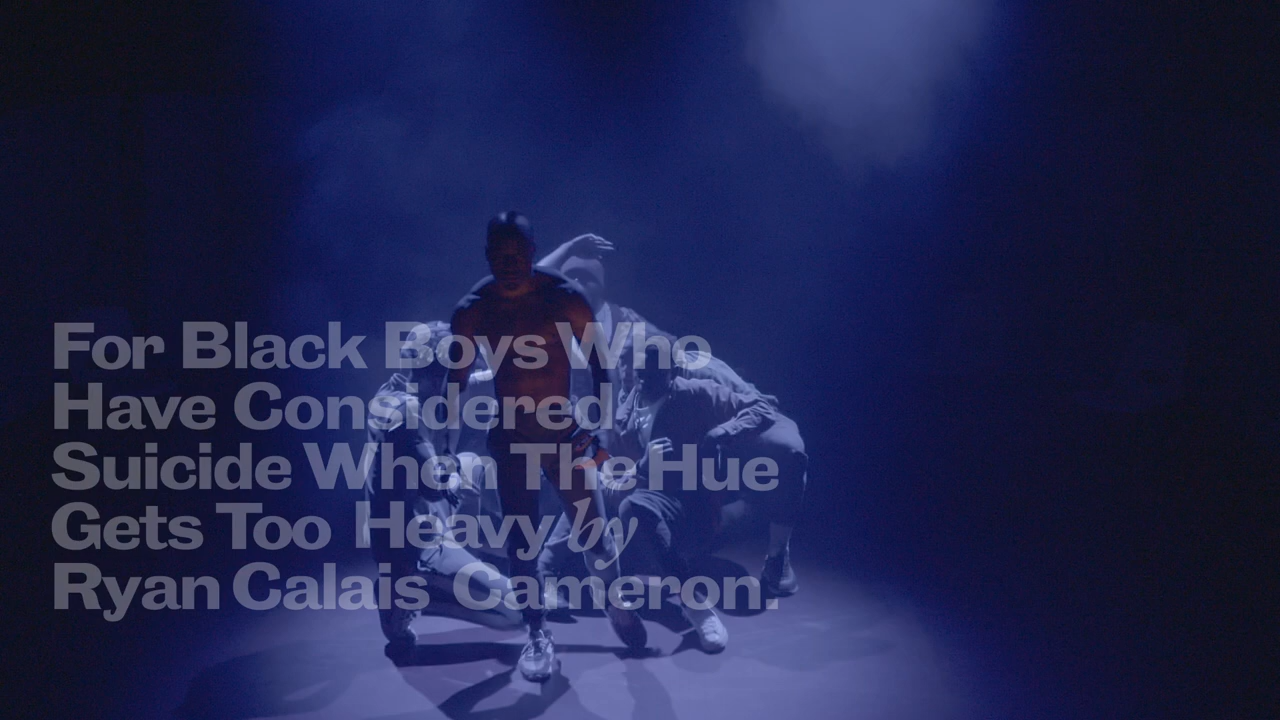 For Black Boys Who
Have Considered
Suicide When The Hue
Gets Too Heavy by
Ryan Calais Cameron.